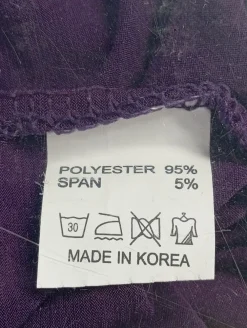 POLYESTER 95%
SPAN 5%
30
MADE IN KOREA